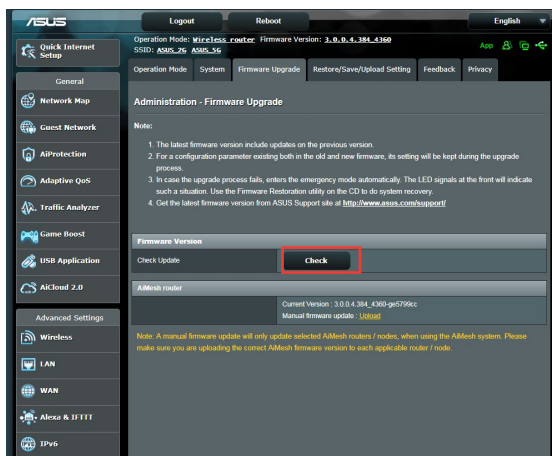 ASUS
Logout
Reboot
English
Quick Internet
Setup
Operation Mode: Wireless router Firmware Version: 3.0.0.4.384_4360
SSID: ASUS_2G ASUS_5G
App
Operation Mode
System
Firmware Upgrade
Restore/Save/Upload Setting
Feedback
Privacy
General
Network Map
Guest Network
AiProtection
Adaptive QoS
Traffic Analyzer
Game Boost
USB Application
AiCloud 2.0
Advanced Settings
Wireless
LAN
WAN
Alexa & IFTTT
IPv6
Administration - Firmware Upgrade
Note:
1. The latest firmware version include updates on the previous version.
2. For a configuration parameter existing both in the old and new firmware, its setting will be kept during the upgrade
process.
3. In case the upgrade process fails, enters the emergency mode automatically. The LED signals at the front will indicate
such a situation. Use the Firmware Restoration utility on the CD to do system recovery.
4. Get the latest firmware version from ASUS Support site at http://www.asus.com/support/
Firmware Version
Check Update
Check
AiMesh router
Current Version : 3.0.0.4.384_4360-ge5799cc
Manual firmware update : Upload
Note: A manual firmware update will only update selected AiMesh routers / nodes, when using the AiMesh system. Please
make sure you are uploading the correct AiMesh firmware version to each applicable router / node.